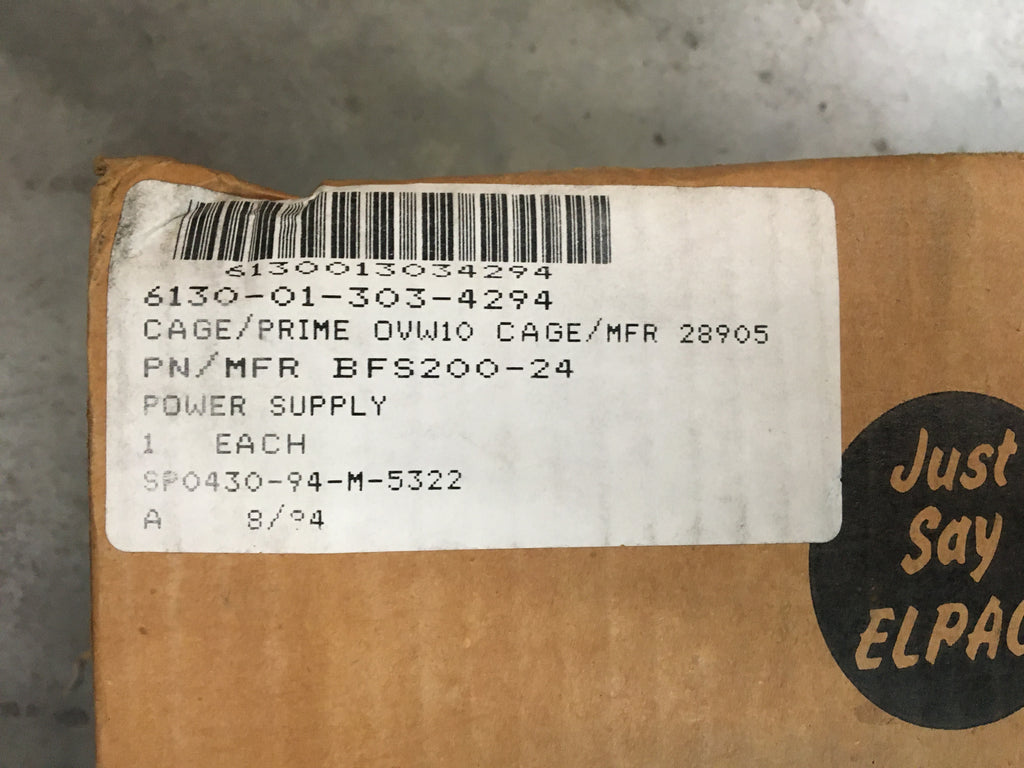 6130013034294
6130-01-303-4294
CAGE/PRIME OVW10 CAGE/MFR 28905
PN/MFR BFS200-24
POWER SUPPLY
1 EACH
SP0430-94-M-5322
A 8/94
Just
Say
ELPAC